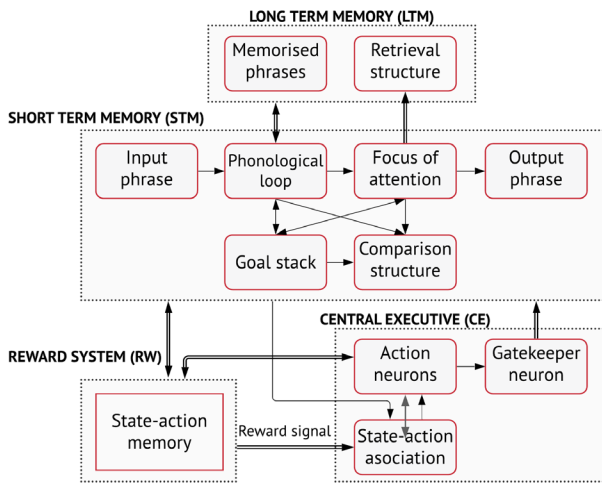 LONG TERM MEMORY (LTM)
Memorised
phrases
Retrieval
structure
SHORT TERM MEMORY (STM)
Input
phrase
Phonological
loop
Focus of
attention
Output
phrase
Goal stack
Comparison
structure
CENTRAL EXECUTIVE (CE)
REWARD SYSTEM (RW)
Action
neurons
Gatekeeper
neuron
State-action
memory
Reward signal
State-action
asociation